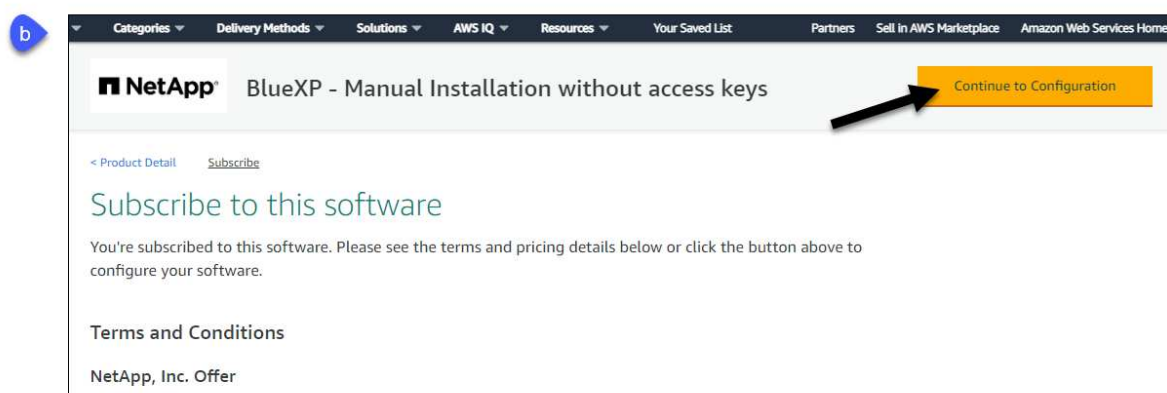 b
Categories Delivery Methods Solutions AWS IQ Resources Your Saved List Partners Sell in AWS Marketplace Amazon Web Services Home
NetApp BlueXP - Manual Installation without access keys Continue to Configuration
< Product Detail Subscribe
Subscribe to this software
You're subscribed to this software. Please see the terms and pricing details below or click the button above to
configure your software.
Terms and Conditions
NetApp, Inc. Offer